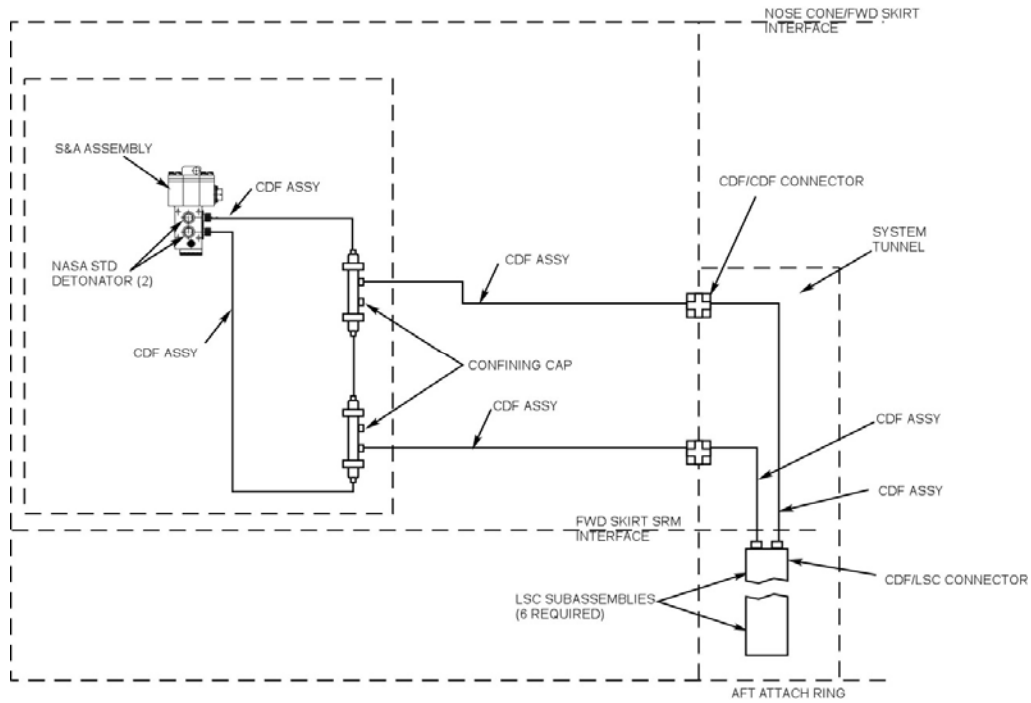 NOSE CONE/FWD SKIRT
INTERFACE
S&A ASSEMBLY
CDF ASSY
CDF/CDF CONNECTOR
SYSTEM
TUNNEL
NASA STD
DETONATOR (2)
CDF ASSY
CDF ASSY
CONFINING CAP
CDF ASSY
CDF ASSY
CDF ASSY
FWD SKIRT SRM
INTERFACE
CDF/LSC CONNECTOR
LSC SUBASSEMBLIES
(6 REQUIRED)
AFT ATTACH RING